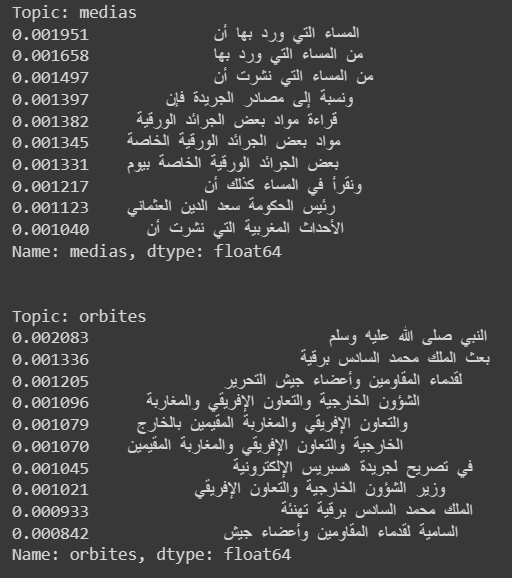 Topic: medias
0.001951 المساء التي ورد بها أن
0.001658 من المساء التي ورد بها
0.001497 من المساء التي نشرت أن
0.001397 ونسبة إلى مصادر الجريدة فإن
0.001382 قراءة مواد بعض الجرائد الورقية
0.001345 مواد بعض الجرائد الورقية الخاصة
0.001331 بعض الجرائد الورقية الخاصة بيوم
0.001217 ونقرأ في المساء كذلك أن
0.001123 رئيس الحكومة سعد الدين العثماني
0.001040 الأحداث المغربية التي نشرت أن
Name: medias, dtype: float64
Topic: orbites
0.002083 النبي صلى الله عليه وسلم
0.001336 بعث الملك محمد السادس برقية
0.001205 لقدماء المقاومين وأعضاء جيش التحرير
0.001096 الشؤون الخارجية والتعاون الإفريقي والمغاربة
0.001079 والتعاون الإفريقي والمغاربة المقيمين بالخارج
0.001070 الخارجية والتعاون الإفريقي والمغاربة المقيمين
0.001045 في تصريح لجريدة هسبريس الإلكترونية
0.001021 وزير الشؤون الخارجية والتعاون الإفريقي
0.000933 الملك محمد السادس برقية تهنئة
0.000842 السامية لقدماء المقاومين وأعضاء جيش
Name: orbites, dtype: float64